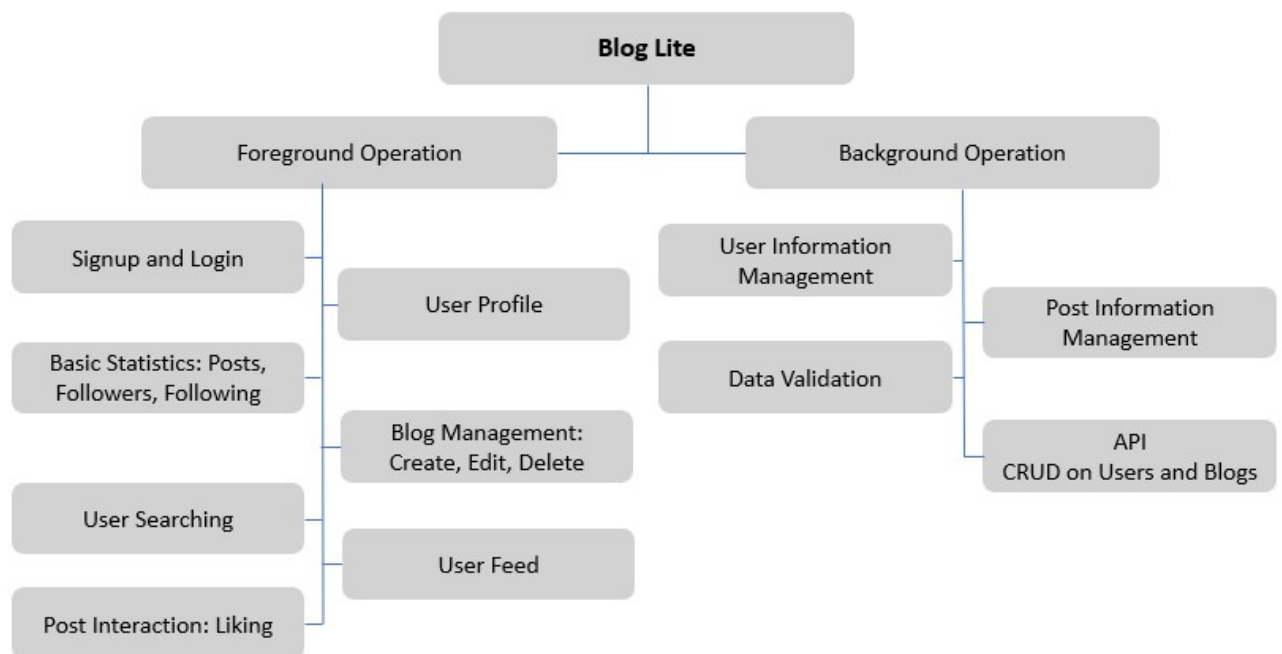 Blog Lite
Foreground Operation
Background Operation
Signup and Login
User Profile
Basic Statistics: Posts,
Followers, Following
Blog Management:
Create, Edit, Delete
User Searching
User Feed
Post Interaction: Liking
User Information
Management
Post Information
Management
Data Validation
API
CRUD on Users and Blogs